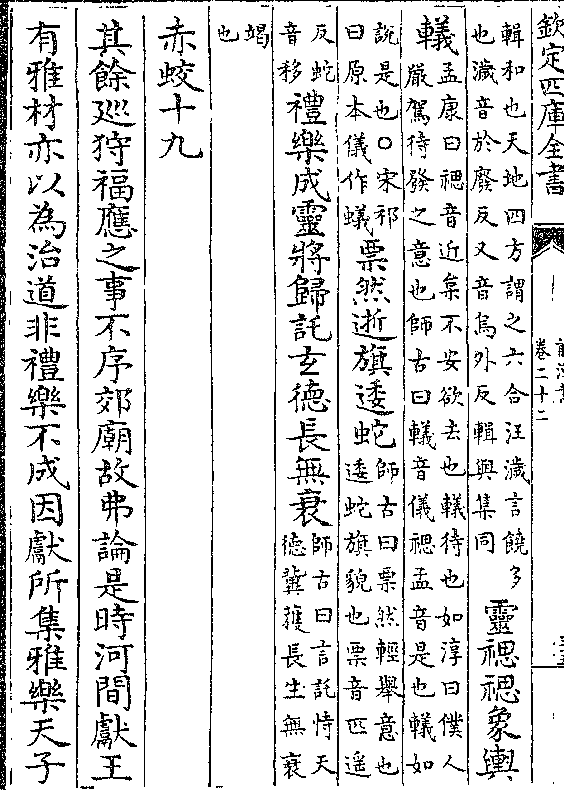 欽定四庫全書
卷二十二
輯和也天地四方謂之六合汪濊言饒多
也濊音於廢反又音烏外反輯與集同
靈禗禗象輿
轙
孟康曰禗音近枲不安欲去也轙待也如淳曰僕人
嚴駕待發之意也師古曰轙音儀禗孟音是也轙如
說是也〇宋祁
曰原本儀作蟻
票然逝旗逶蛇
師古曰票然輕舉意也
逶蛇旗貌也票音匹遥
反蛇
音移
禮樂成靈將歸託玄德長無衰
師古曰言託恃天
德冀獲長生無衰
竭
也
赤蛟十九
其餘廵狩福應之事不序郊廟故弗論是時河間獻王
有雅材亦以為治道非禮樂不成因獻所集雅樂天子